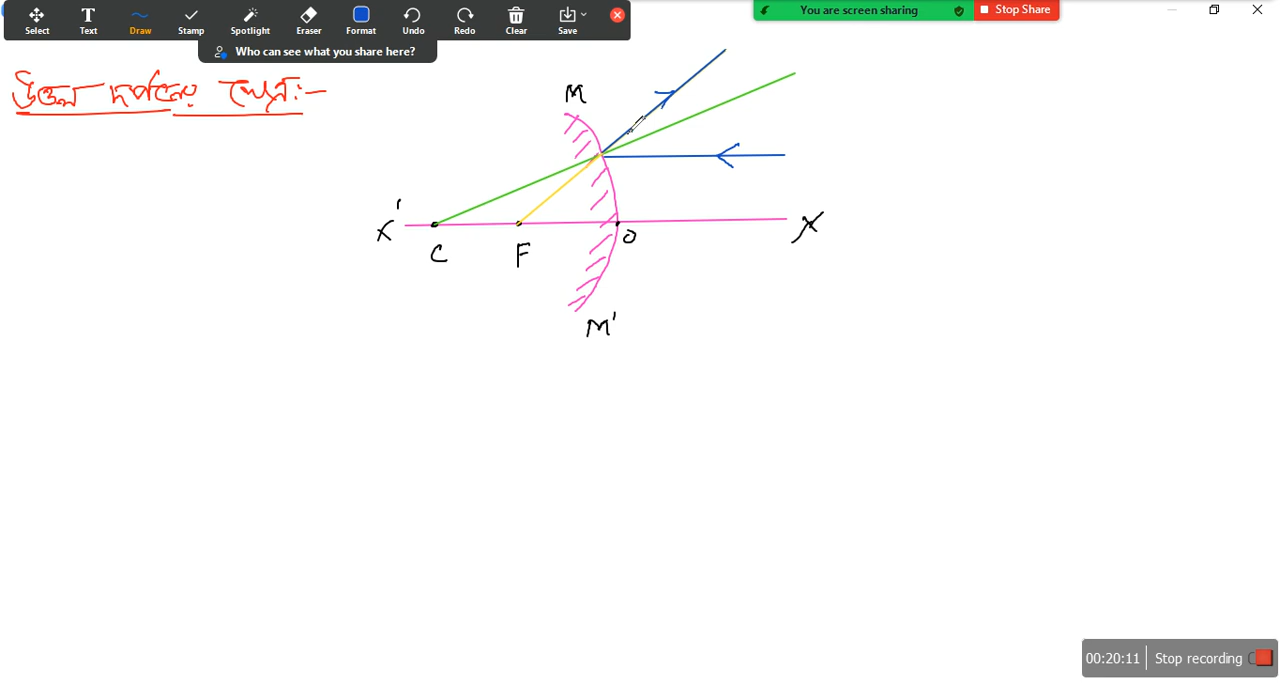 Select Text Draw Stamp Spotlight Eraser Format Undo Redo Clear Save
Who can see what you share here?
You are screen sharing
Stop Share
উত্তল দর্পনের ক্ষেত্রে:-
M
X'
C
F
O
X
M'
00:20:11 Stop recording